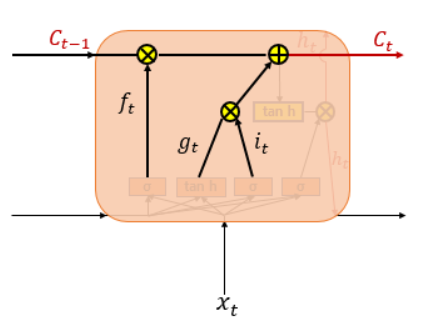 C_{t-1}
h_t
C_t
f_t
tan h
g_t
i_t
h_t
σ
tan h
σ
σ
x_t